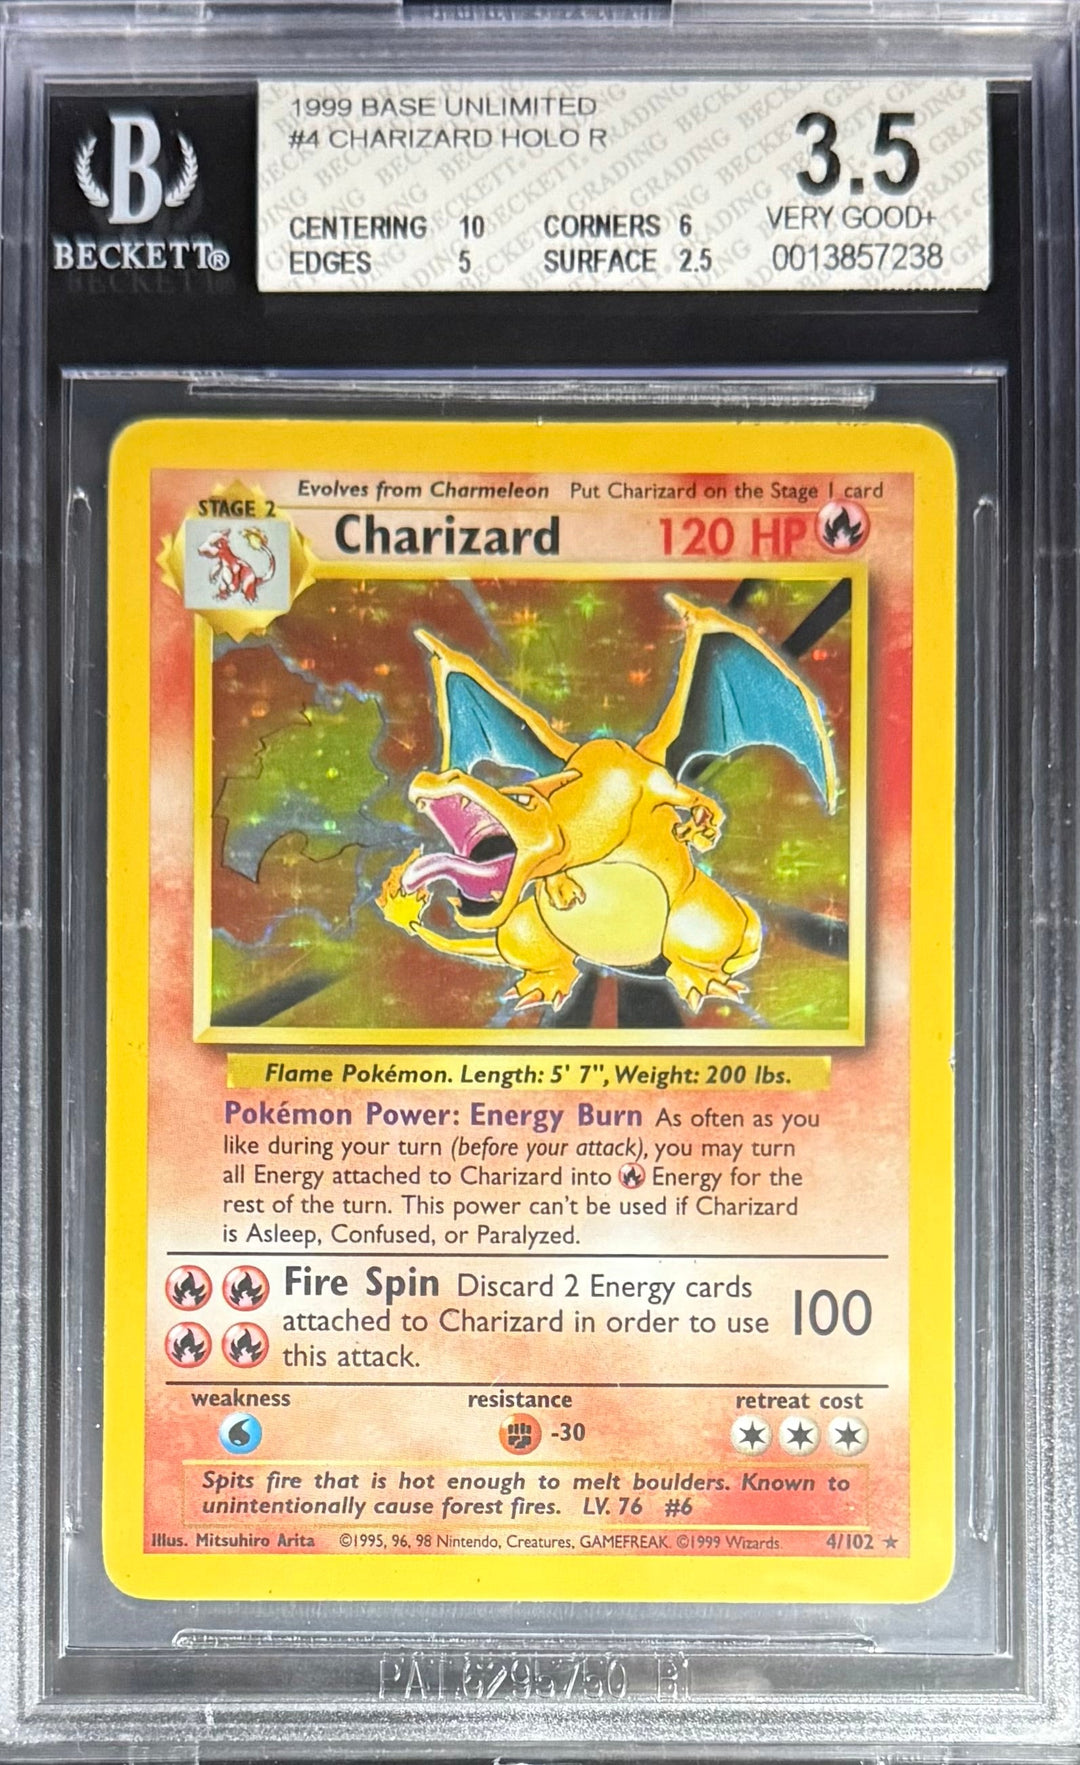 B
BECKETT®
1999 BASE UNLIMITED
#4 CHARIZARD HOLO R
CENTERING 10 CORNERS 6
EDGES 5 SURFACE 2.5
3.5
VERY GOOD+
0013857238
Evolves from Charmeleon Put Charizard on the Stage 1 card
STAGE 2
Charizard 120 HP
Flame Pokémon. Length: 5' 7", Weight: 200 lbs.
Pokémon Power: Energy Burn As often as you
like during your turn (before your attack), you may turn
all Energy attached to Charizard into Energy for the
rest of the turn. This power can't be used if Charizard
is Asleep, Confused, or Paralyzed.
Fire Spin Discard 2 Energy cards
attached to Charizard in order to use 100
this attack.
weakness resistance retreat cost
-30
Spits fire that is hot enough to melt boulders. Known to
unintentionally cause forest fires. LV. 76 #6
Illus. Mitsuhiro Arita ©1995, 96, 98 Nintendo, Creatures, GAMEFREAK. ©1999 Wizards. 4/102 ★